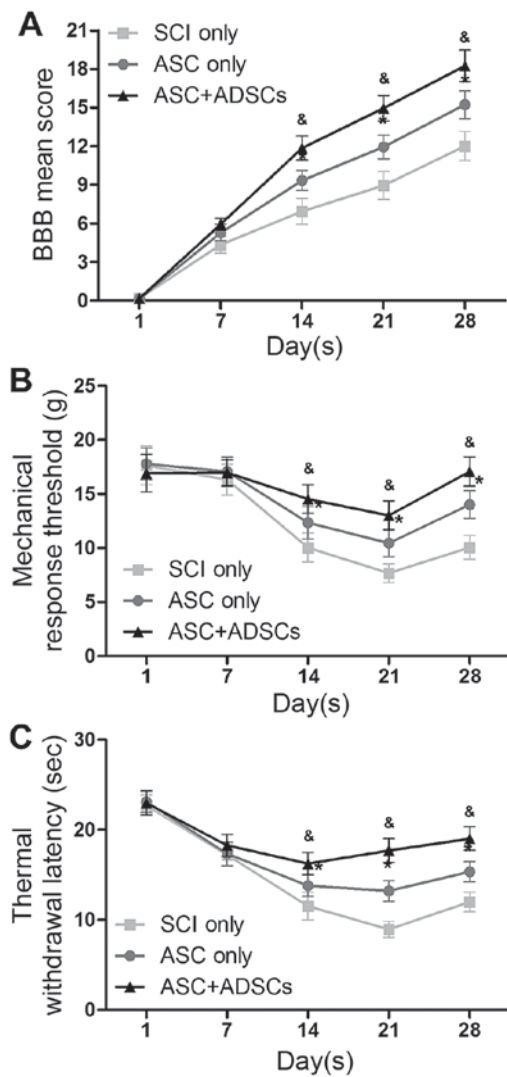 A
SCI only
ASC only
ASC+ADSCs
BBB mean score
21
18
15
12
9
6
3
0
&
&
*
&
*
1 7 14 21 28
Day(s)
B
Mechanical
response threshold (g)
25
20
15
10
5
0
&
*
&
*
&
*
SCI only
ASC only
ASC+ADSCs
1 7 14 21 28
Day(s)
C
Thermal
withdrawal latency (sec)
30
20
10
0
&
*
&
*
&
*
SCI only
ASC only
ASC+ADSCs
1 7 14 21 28
Day(s)